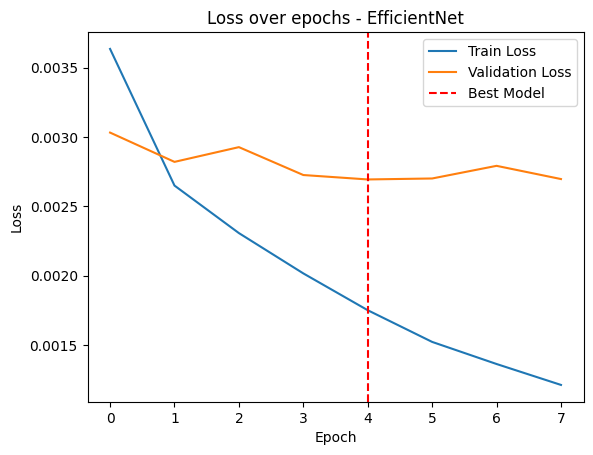 Loss over epochs - EfficientNet
Train Loss
Validation Loss
Best Model
0.0035
0.0030
0.0025
0.0020
0.0015
Loss
0 1 2 3 4 5 6 7
Epoch